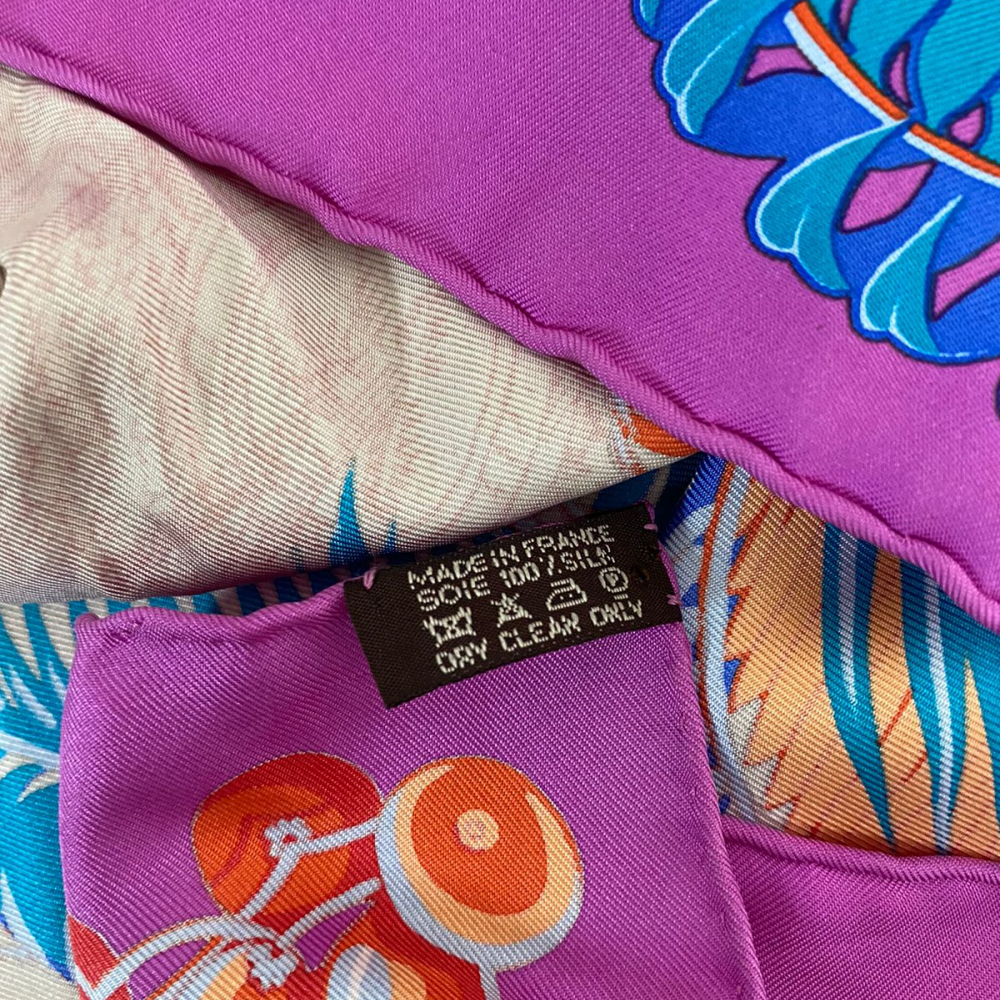 MADE IN FRANCE
SOIE 100% SILK
DRY CLEAN ONLY